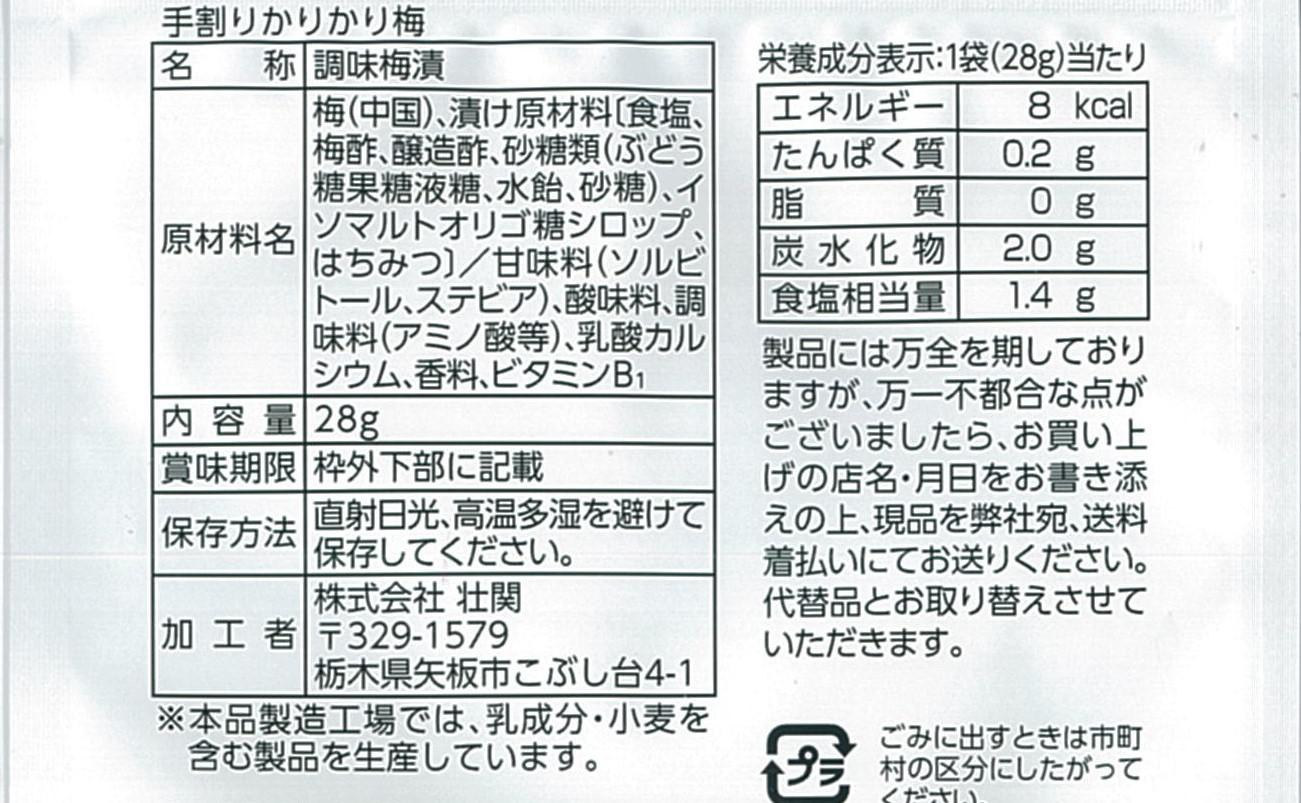 手割りかりかり梅
名称 調味梅漬
原材料名 梅(中国)、漬け原材料〔食塩、
梅酢、醸造酢、砂糖類(ぶどう
糖果糖液糖、水飴、砂糖)、イ
ソマルトオリゴ糖シロップ、
はちみつ〕/甘味料(ソルビ
トール、ステビア)、酸味料、調
味料(アミノ酸等)、乳酸カル
シウム、香料、ビタミンB₁
内容量 28g
賞味期限 枠外下部に記載
保存方法 直射日光、高温多湿を避けて
保存してください。
加工者 株式会社 壮関
〒329-1579
栃木県矢板市こぶし台4-1
※本品製造工場では、乳成分・小麦を
含む製品を生産しています。
栄養成分表示:1袋(28g)当たり
エネルギー 8 kcal
たんぱく質 0.2 g
脂質 0 g
炭水化物 2.0 g
食塩相当量 1.4 g
製品には万全を期しており
ますが、万一不都合な点が
ございましたら、お買い上
げの店名・月日をお書き添
えの上、現品を弊社宛、送料
着払いにてお送りください。
代替品とお取り替えさせて
いただきます。
プラ
ごみに出すときは市町
村の区分にしたがって
ください。